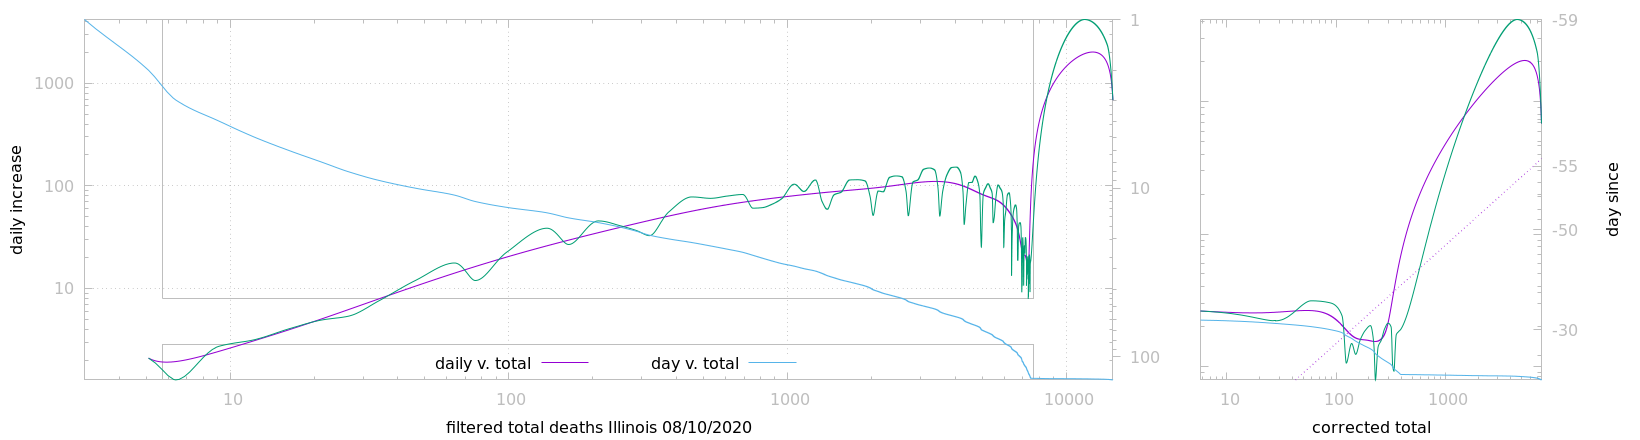 1
-59
1000
-55
daily increase
100
10
day since
-50
10
-30
daily v. total
day v. total
100
10
100
1000
10000
10
100
1000
filtered total deaths Illinois 08/10/2020
corrected total